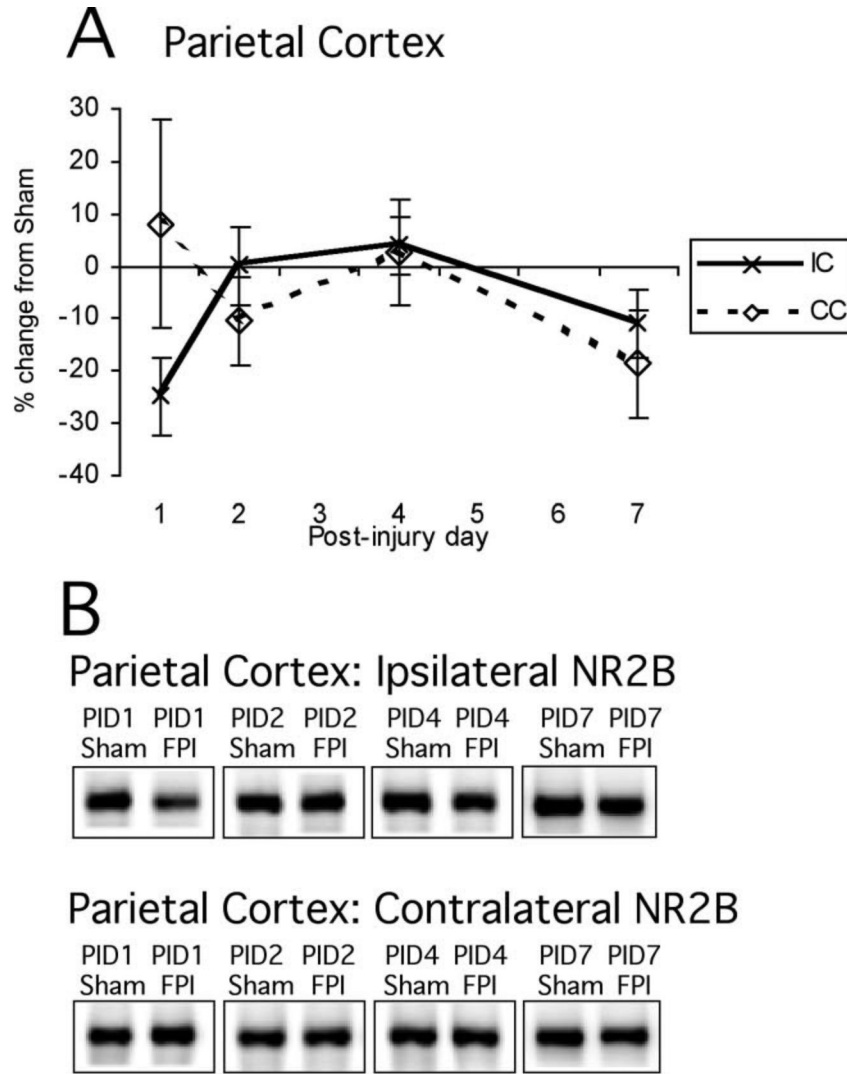 A Parietal Cortex
% change from Sham
30
20
10
0
-10
-20
-30
-40
1 2 3 4 5 6 7
Post-injury day
IC
CC
B
Parietal Cortex: Ipsilateral NR2B
PID1 PID1 PID2 PID2 PID4 PID4 PID7 PID7
Sham FPI Sham FPI Sham FPI Sham FPI
Parietal Cortex: Contralateral NR2B
PID1 PID1 PID2 PID2 PID4 PID4 PID7 PID7
Sham FPI Sham FPI Sham FPI Sham FPI